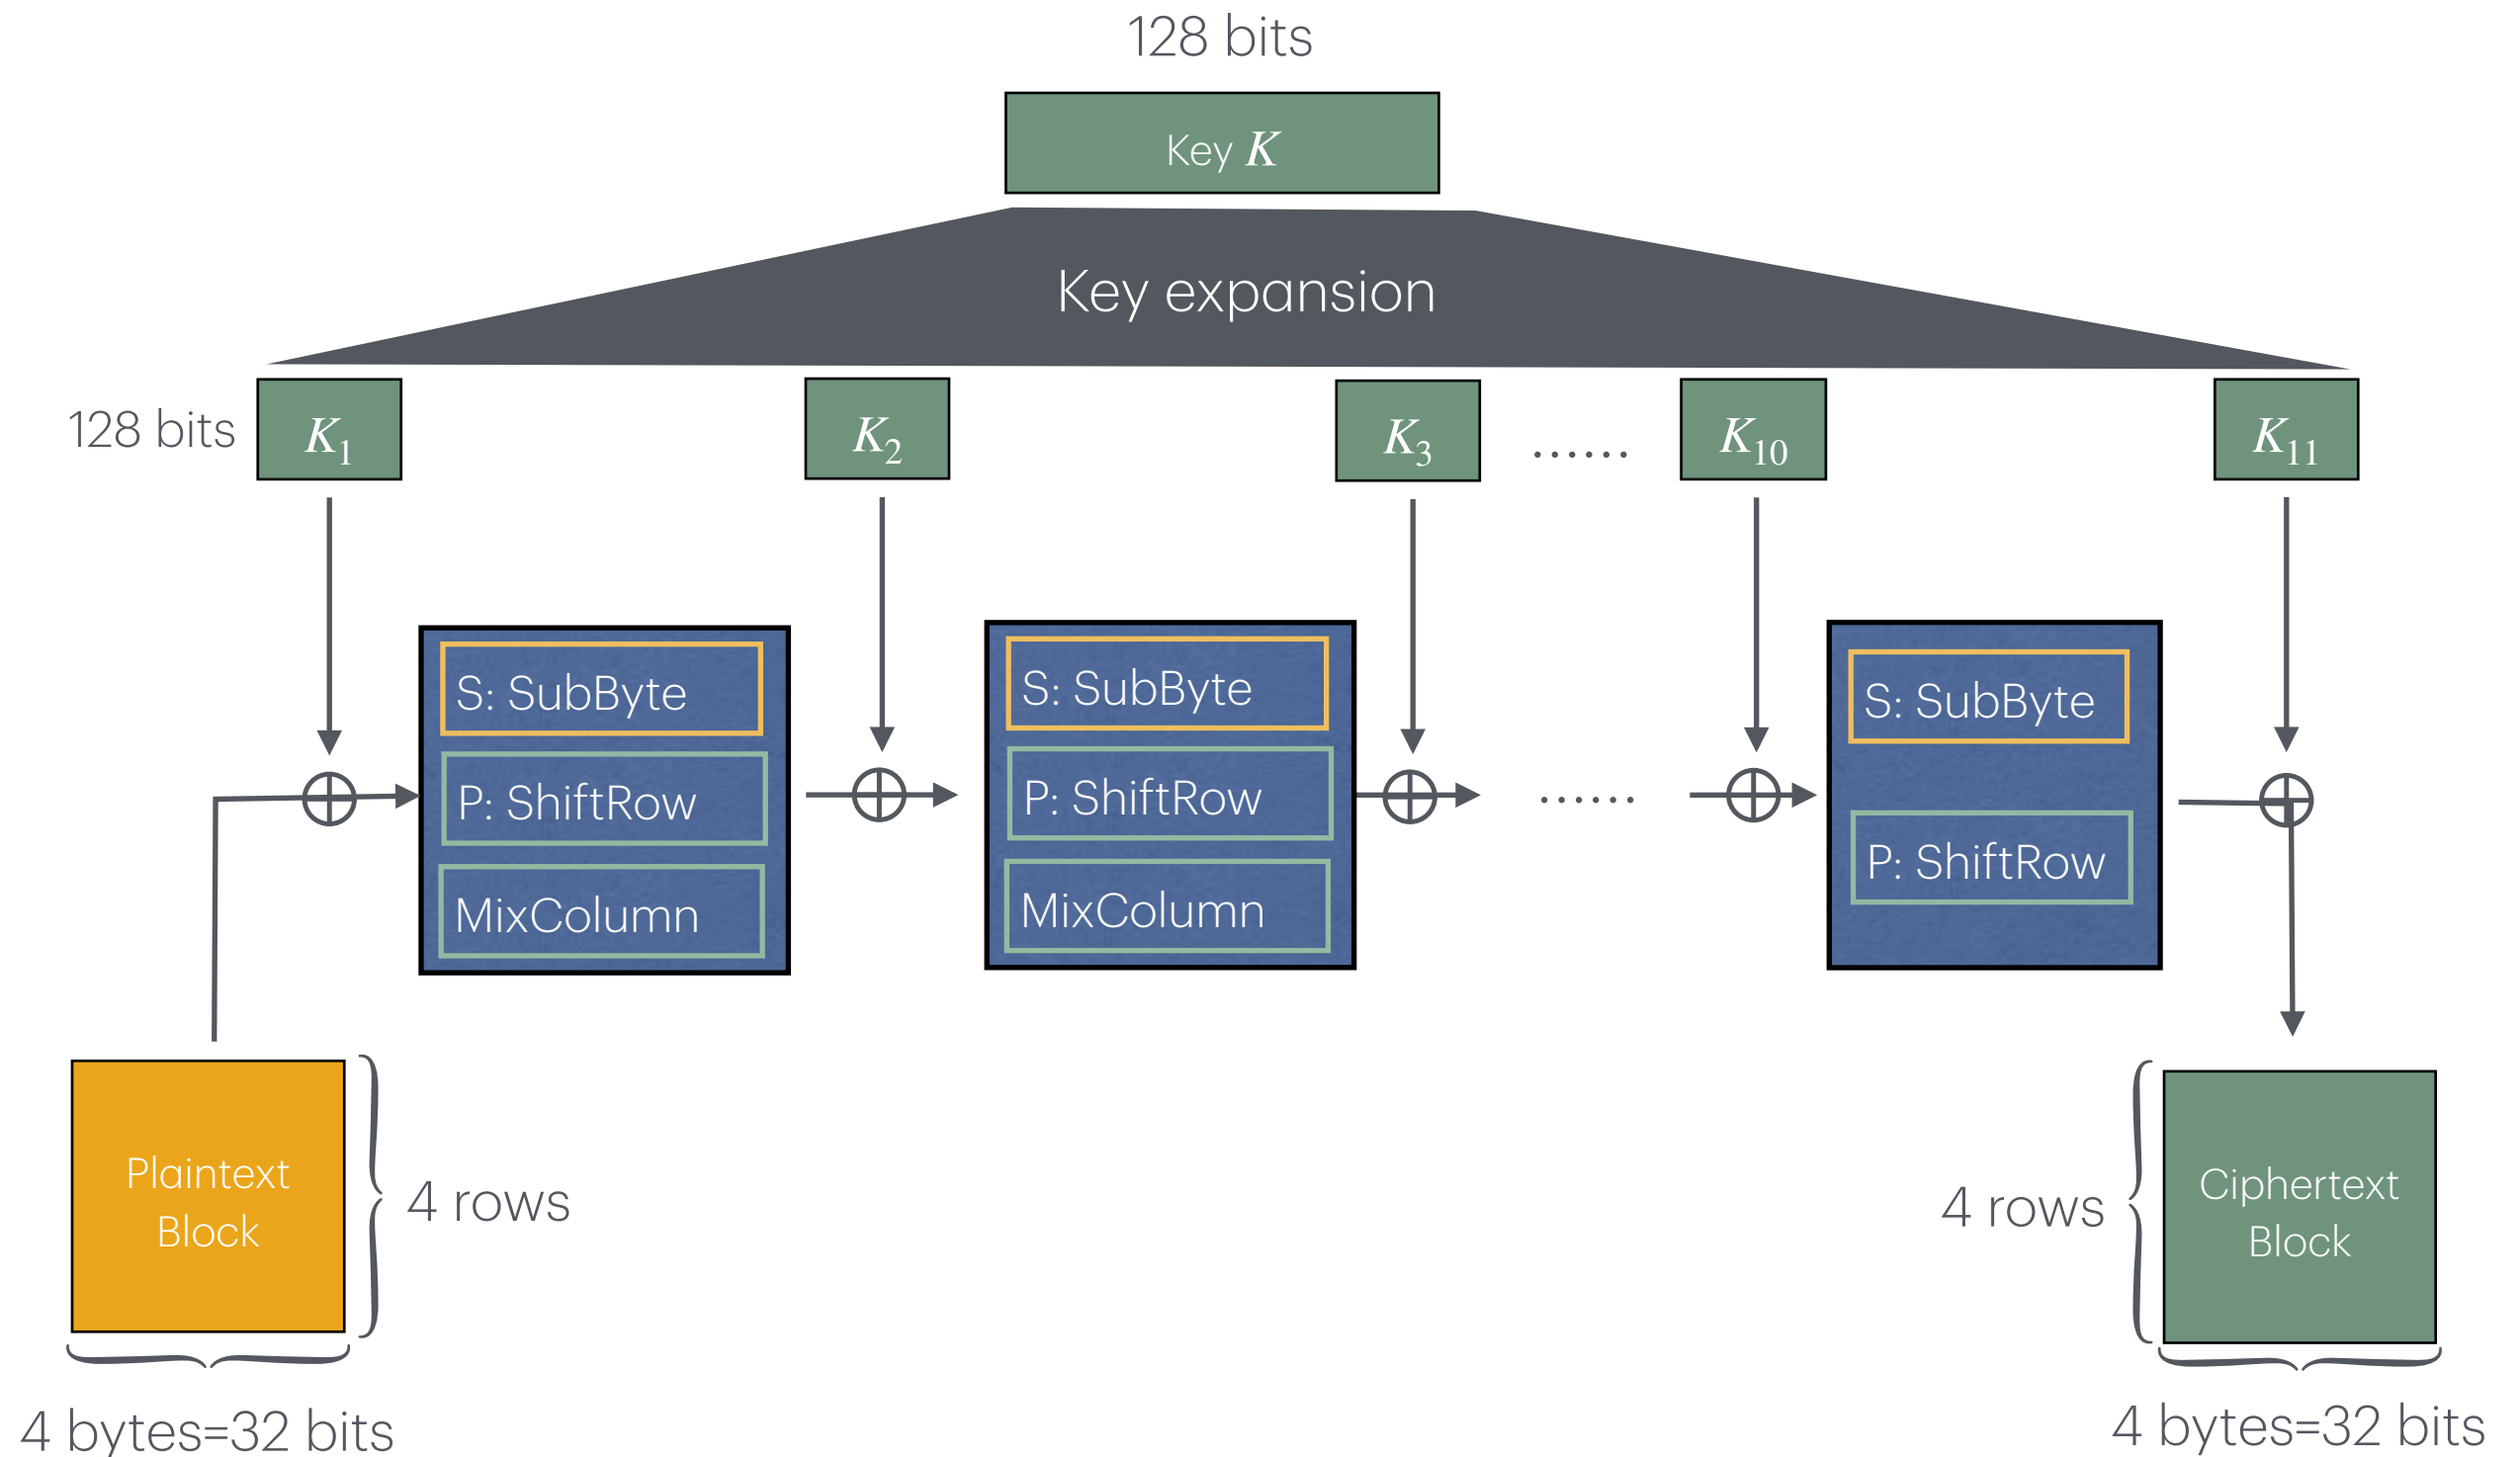 128 bits
Key K
Key expansion
128 bits
K1
K2
K3
......
K10
K11
S: SubByte
P: ShiftRow
MixColumn
S: SubByte
P: ShiftRow
MixColumn
......
S: SubByte
P: ShiftRow
Plaintext
Block
4 rows
4 bytes=32 bits
4 rows
Ciphertext
Block
4 bytes=32 bits